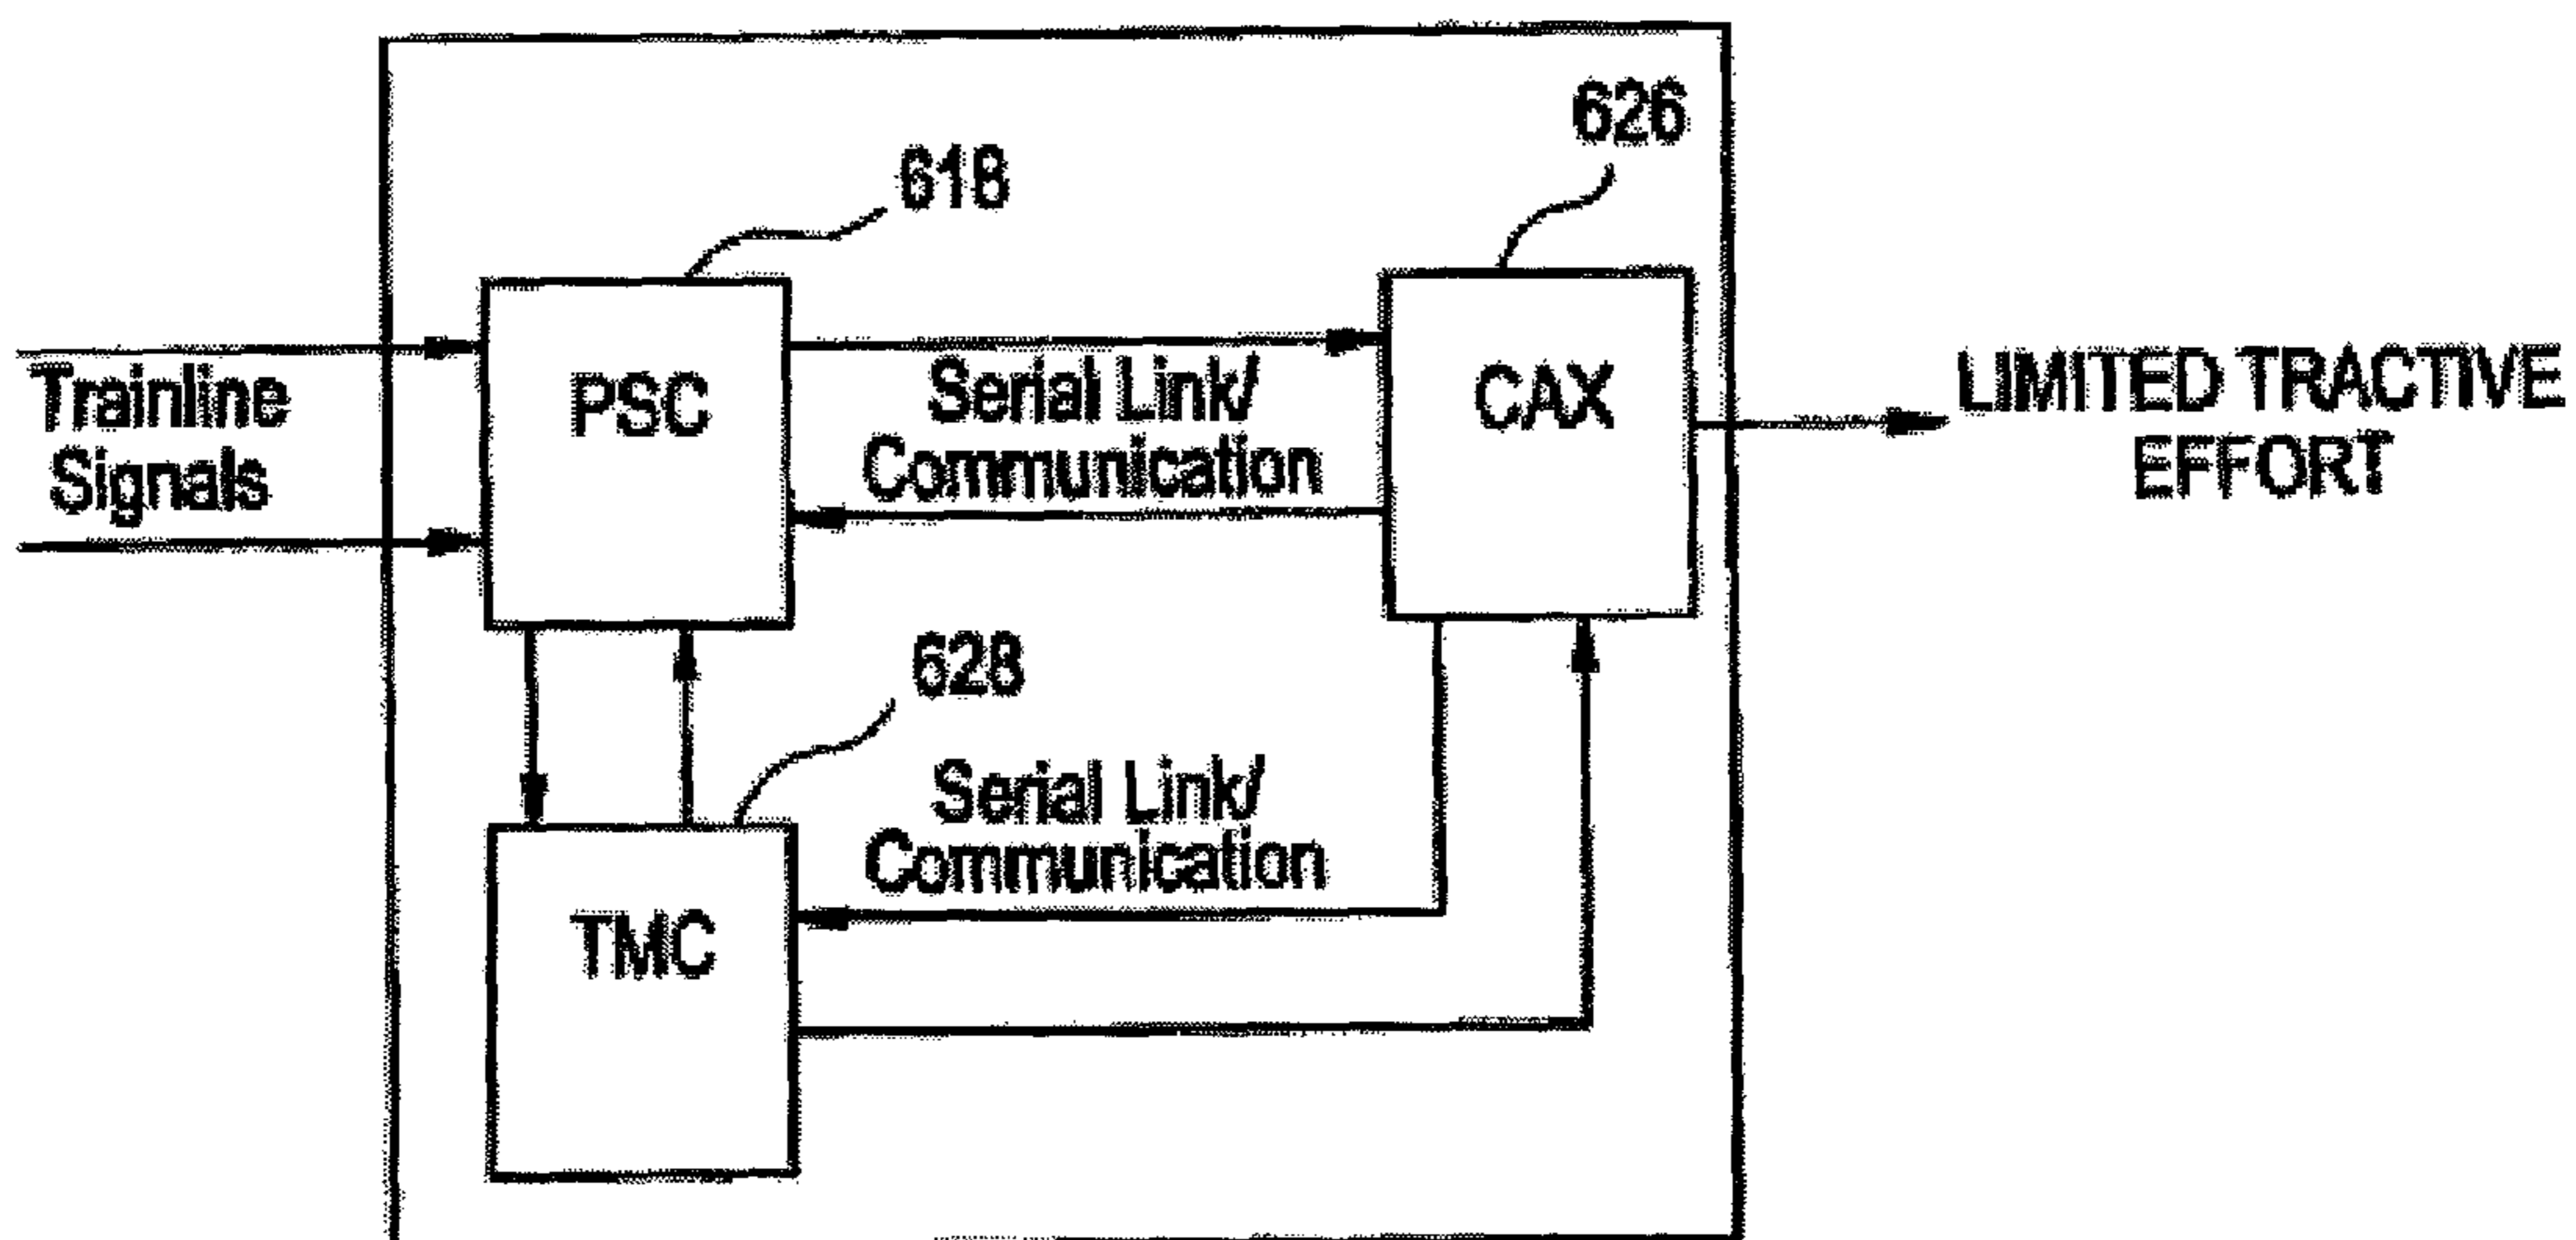 626
618
Trainline
Signals
PSC
Serial Link/
Communication
CAX
LIMITED TRACTIVE
EFFORT
628
Serial Link/
Communication
TMC